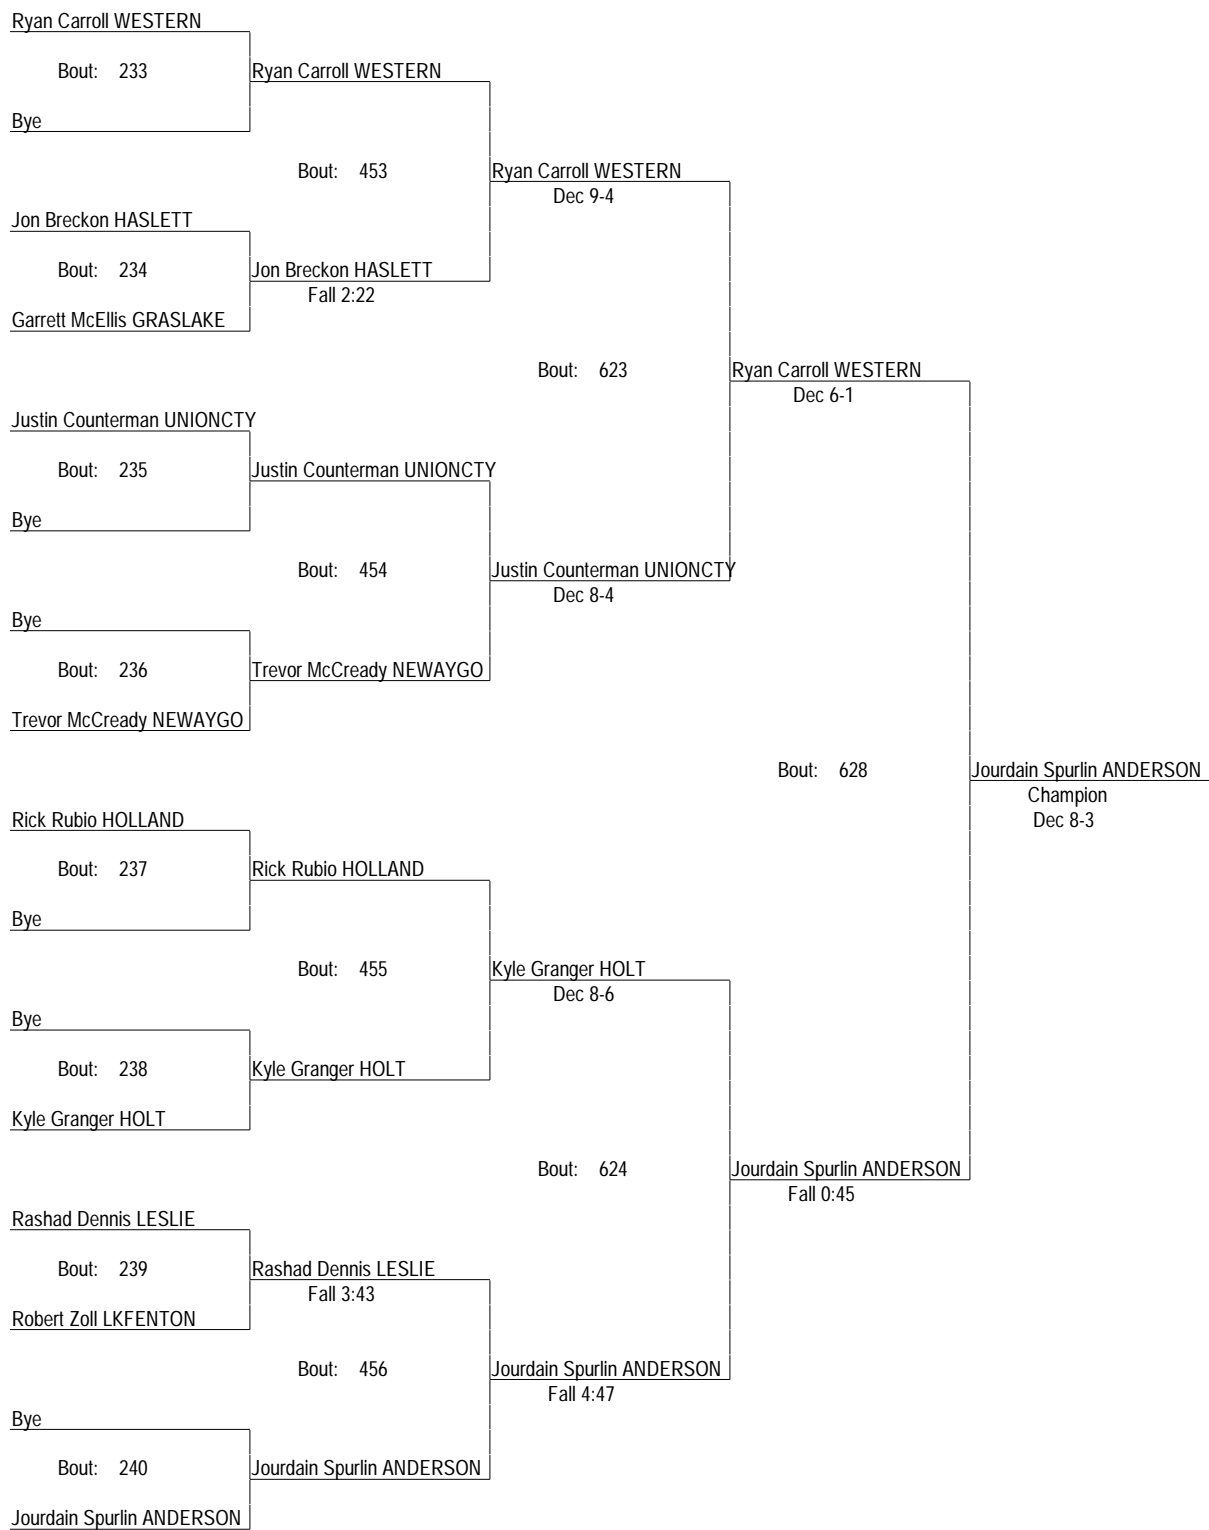 Ryan Carroll WESTERN
Bout: 233 Ryan Carroll WESTERN
Bye
Bout: 453 Ryan Carroll WESTERN
Dec 9-4
Jon Breckon HASLETT
Bout: 234 Jon Breckon HASLETT
Fall 2:22
Garrett McEllis GRASLAKE
Bout: 623 Ryan Carroll WESTERN
Dec 6-1
Justin Counterman UNIONCTY
Bout: 235 Justin Counterman UNIONCTY
Bye
Bout: 454 Justin Counterman UNIONCTY
Dec 8-4
Bye
Bout: 236 Trevor McCready NEWAYGO
Trevor McCready NEWAYGO
Bout: 628 Jourdain Spurlin ANDERSON
Champion
Rick Rubio HOLLAND Dec 8-3
Bout: 237 Rick Rubio HOLLAND
Bye
Bout: 455 Kyle Granger HOLT
Dec 8-6
Bye
Bout: 238 Kyle Granger HOLT
Kyle Granger HOLT
Bout: 624 Jourdain Spurlin ANDERSON
Fall 0:45
Rashad Dennis LESLIE
Bout: 239 Rashad Dennis LESLIE
Fall 3:43
Robert Zoll LKFENTON
Bout: 456 Jourdain Spurlin ANDERSON
Fall 4:47
Bye
Bout: 240 Jourdain Spurlin ANDERSON
Jourdain Spurlin ANDERSON